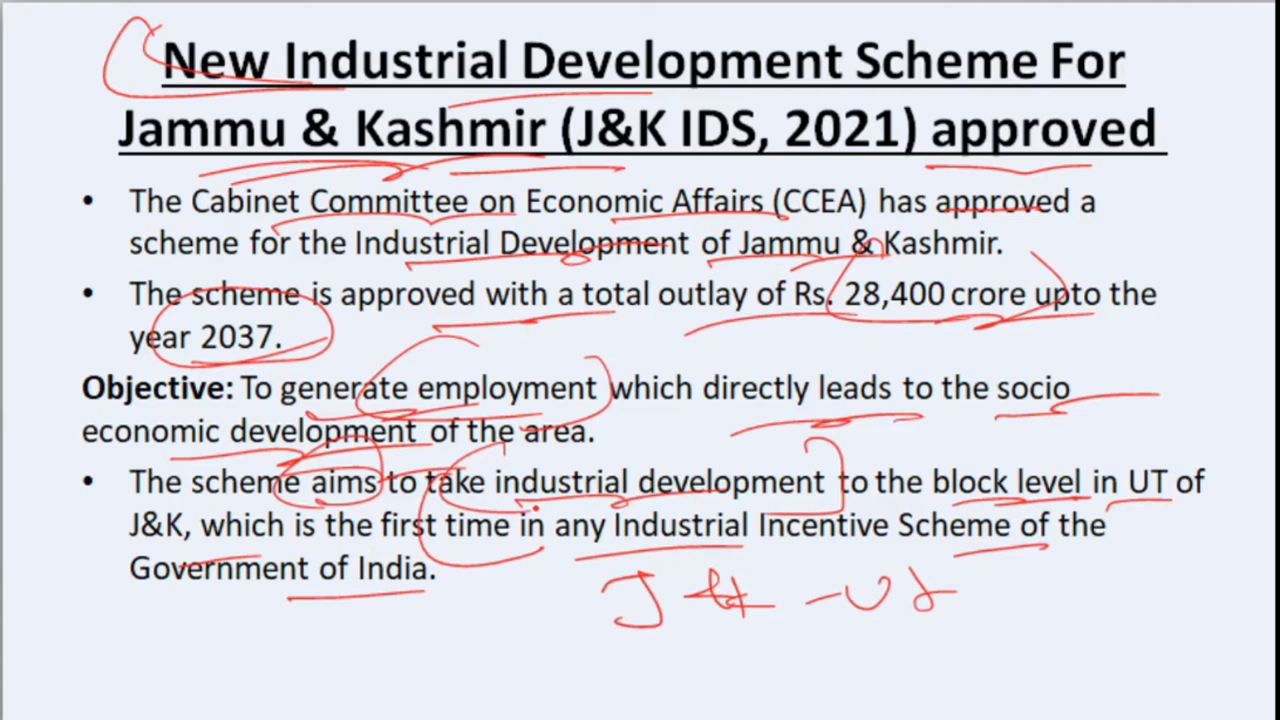 New Industrial Development Scheme For
Jammu & Kashmir (J&K IDS, 2021) approved
• The Cabinet Committee on Economic Affairs (CCEA) has approved a
scheme for the Industrial Development of Jammu & Kashmir.
• The scheme is approved with a total outlay of Rs. 28,400 crore upto the
year 2037.
Objective: To generate employment which directly leads to the socio
economic development of the area.
• The scheme aims to take industrial development to the block level in UT of
J&K, which is the first time in any Industrial Incentive Scheme of the
Government of India.